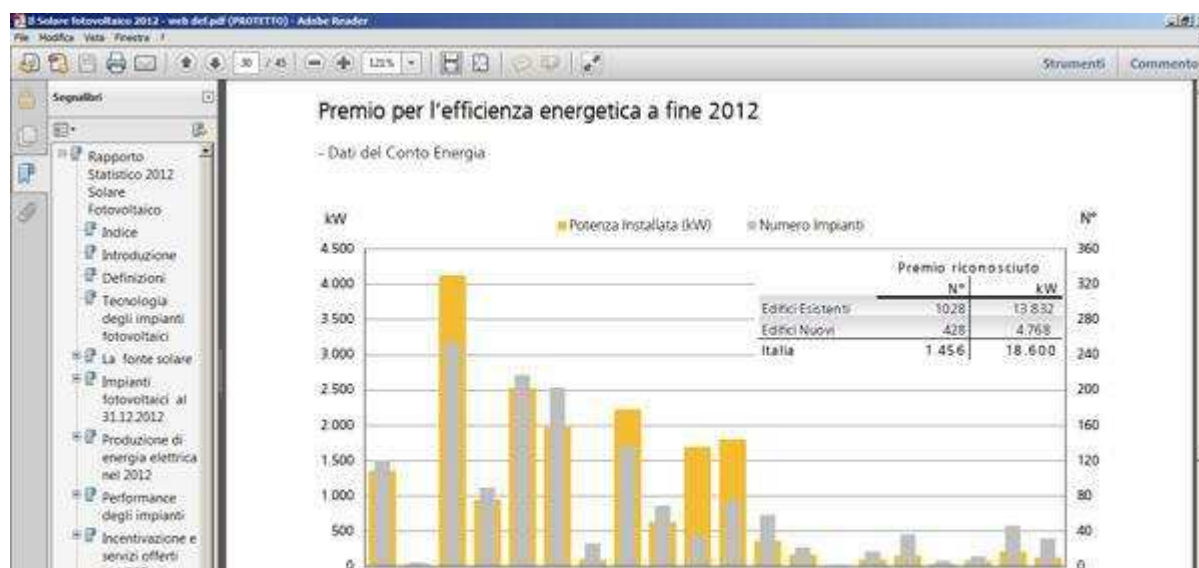 Il Solare fotovoltaico 2012 - web def.pdf (PROTETTO) - Adobe Reader
File Modifica Vista Finestra ?
30 / 45 121%
Strumenti Commento
Segnalibri
Rapporto
Statistico 2012
Solare
Fotovoltaico
Indice
Introduzione
Definizioni
Tecnologia
degli impianti
fotovoltaici
La fonte solare
Impianti
fotovoltaici al
31.12.2012
Produzione di
energia elettrica
nel 2012
Performance
degli impianti
Incentivazione e
servizi offerti
Premio per l'efficienza energetica a fine 2012
- Dati del Conto Energia
kW Potenza Installata (kW) Numero Impianti N°
4.500 360
4.000 320
3.500 280
3.000 240
2.500 200
2.000 160
1.500 120
1.000 80
500 40
0 0
Premio riconosciuto
N° kW
Edifici Esistenti 1028 13.832
Edifici Nuovi 428 4.768
Italia 1.456 18.600